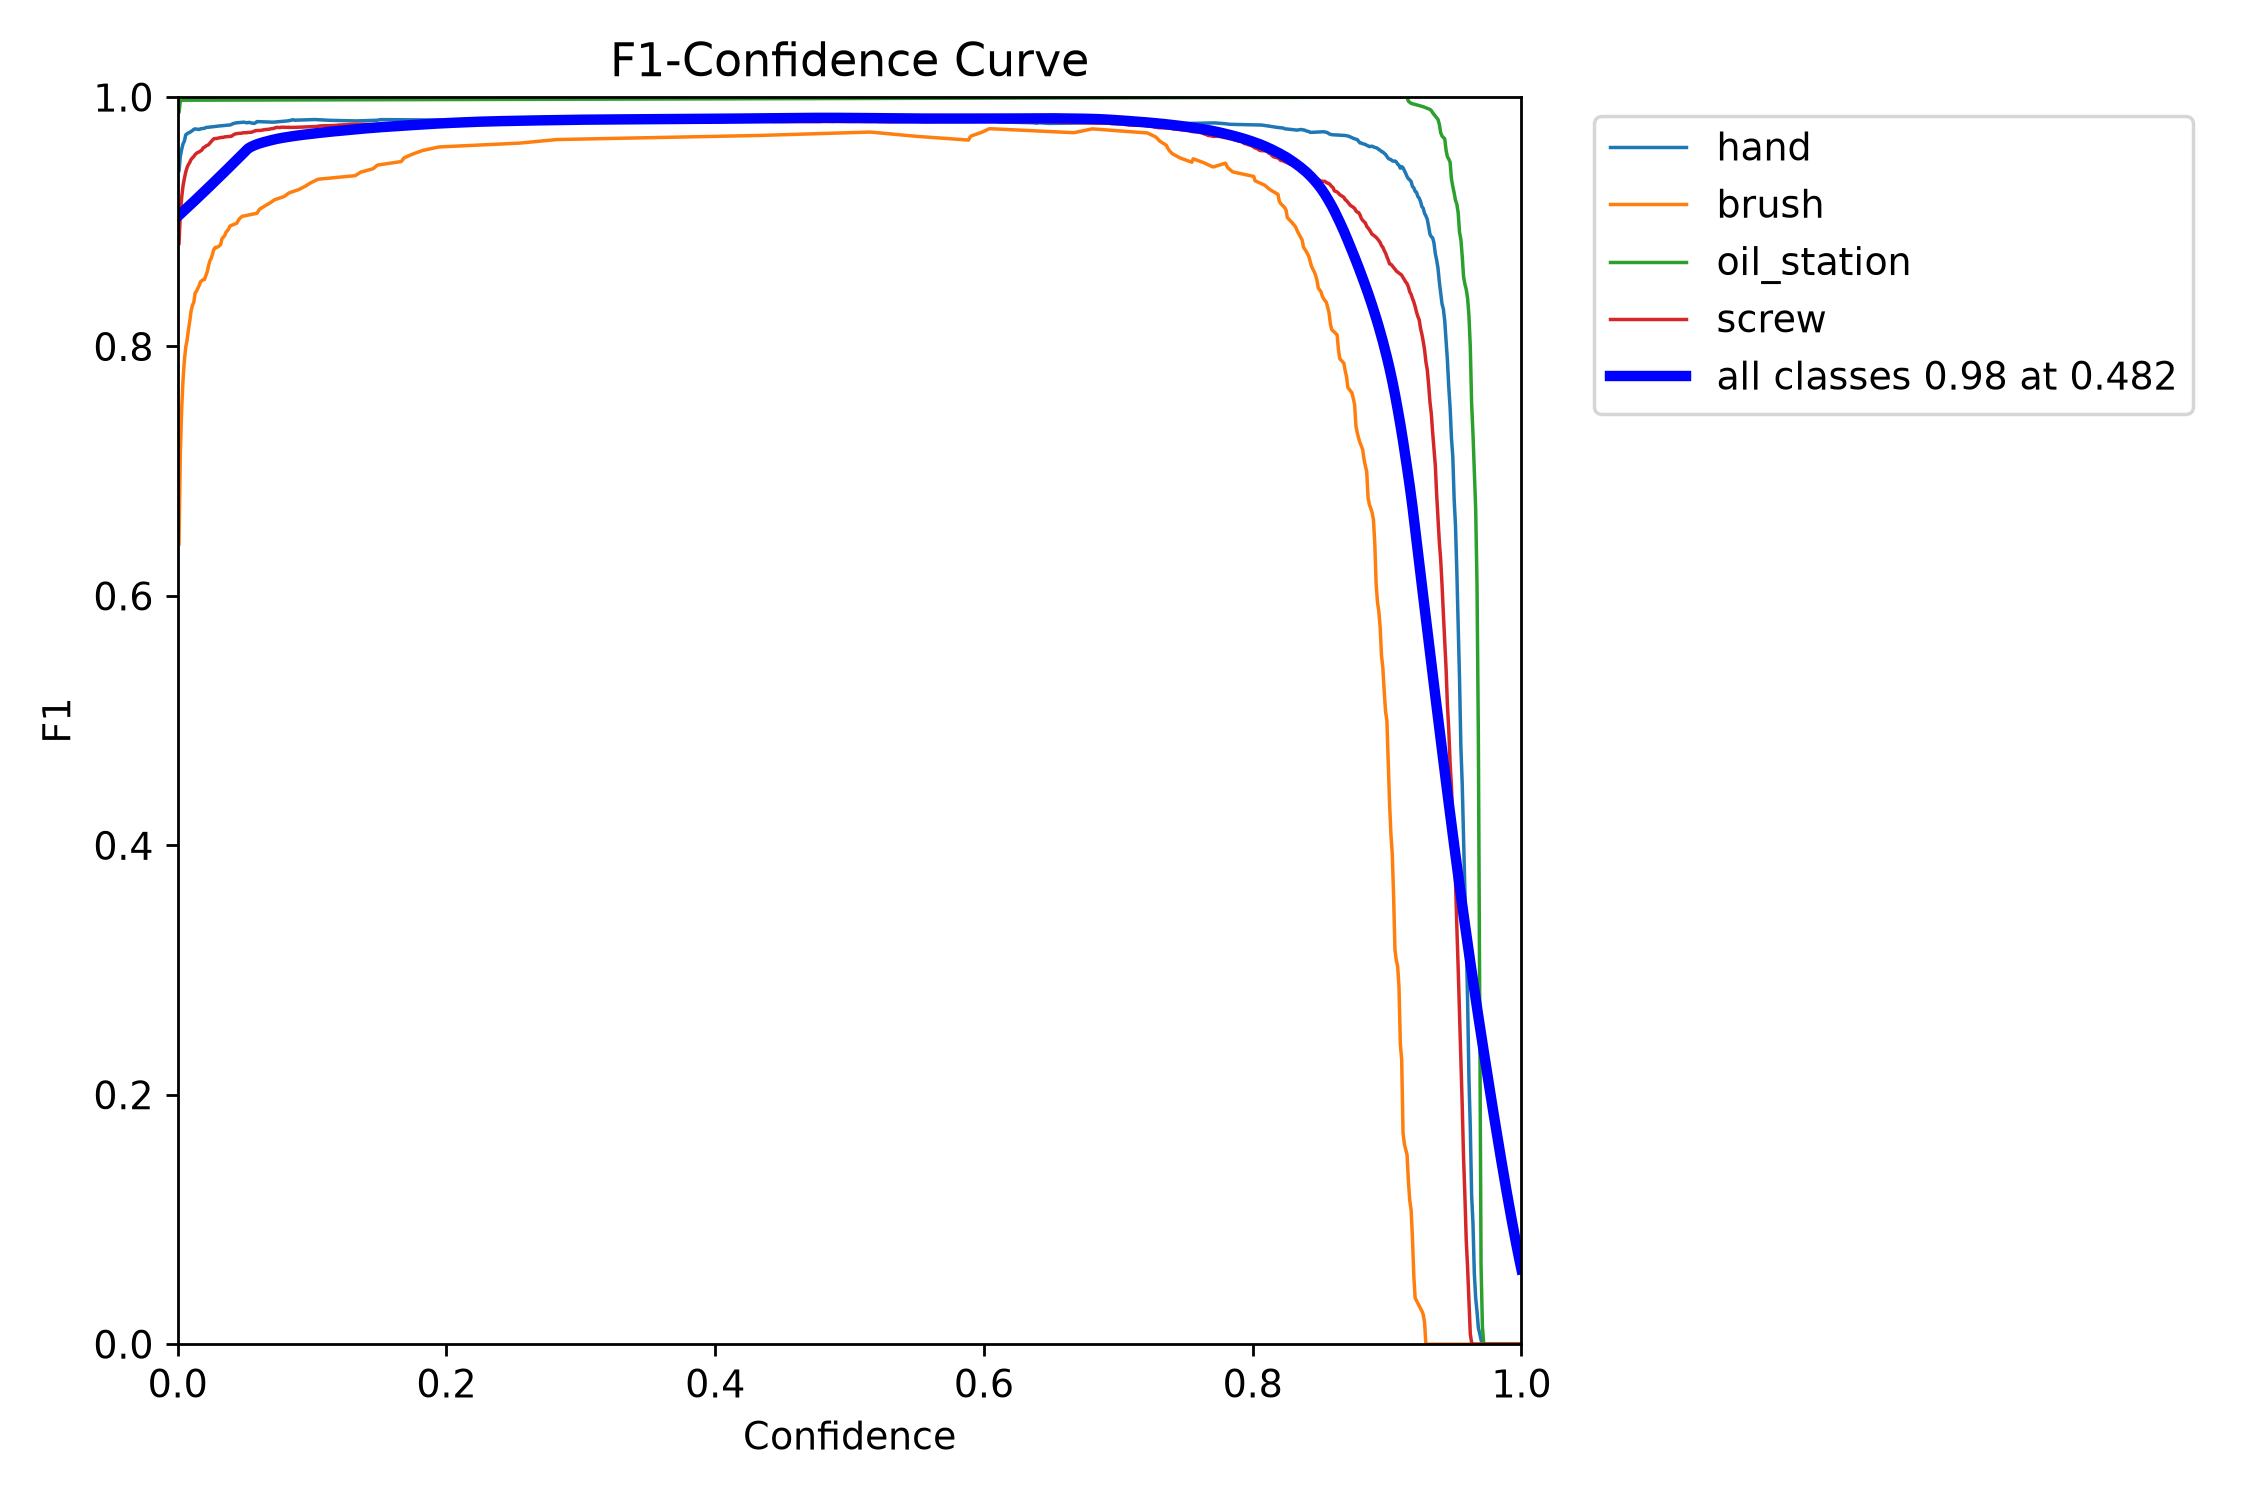 F1-Confidence Curve
1.0
0.8
0.6
0.4
0.2
0.0
F1
0.0 0.2 0.4 0.6 0.8 1.0
Confidence
hand
brush
oil_station
screw
all classes 0.98 at 0.482